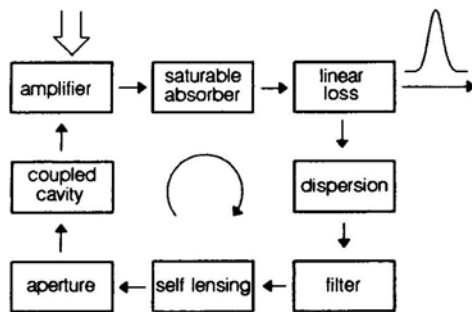 amplifier
saturable
absorber
linear
loss
coupled
cavity
dispersion
aperture
self lensing
filter